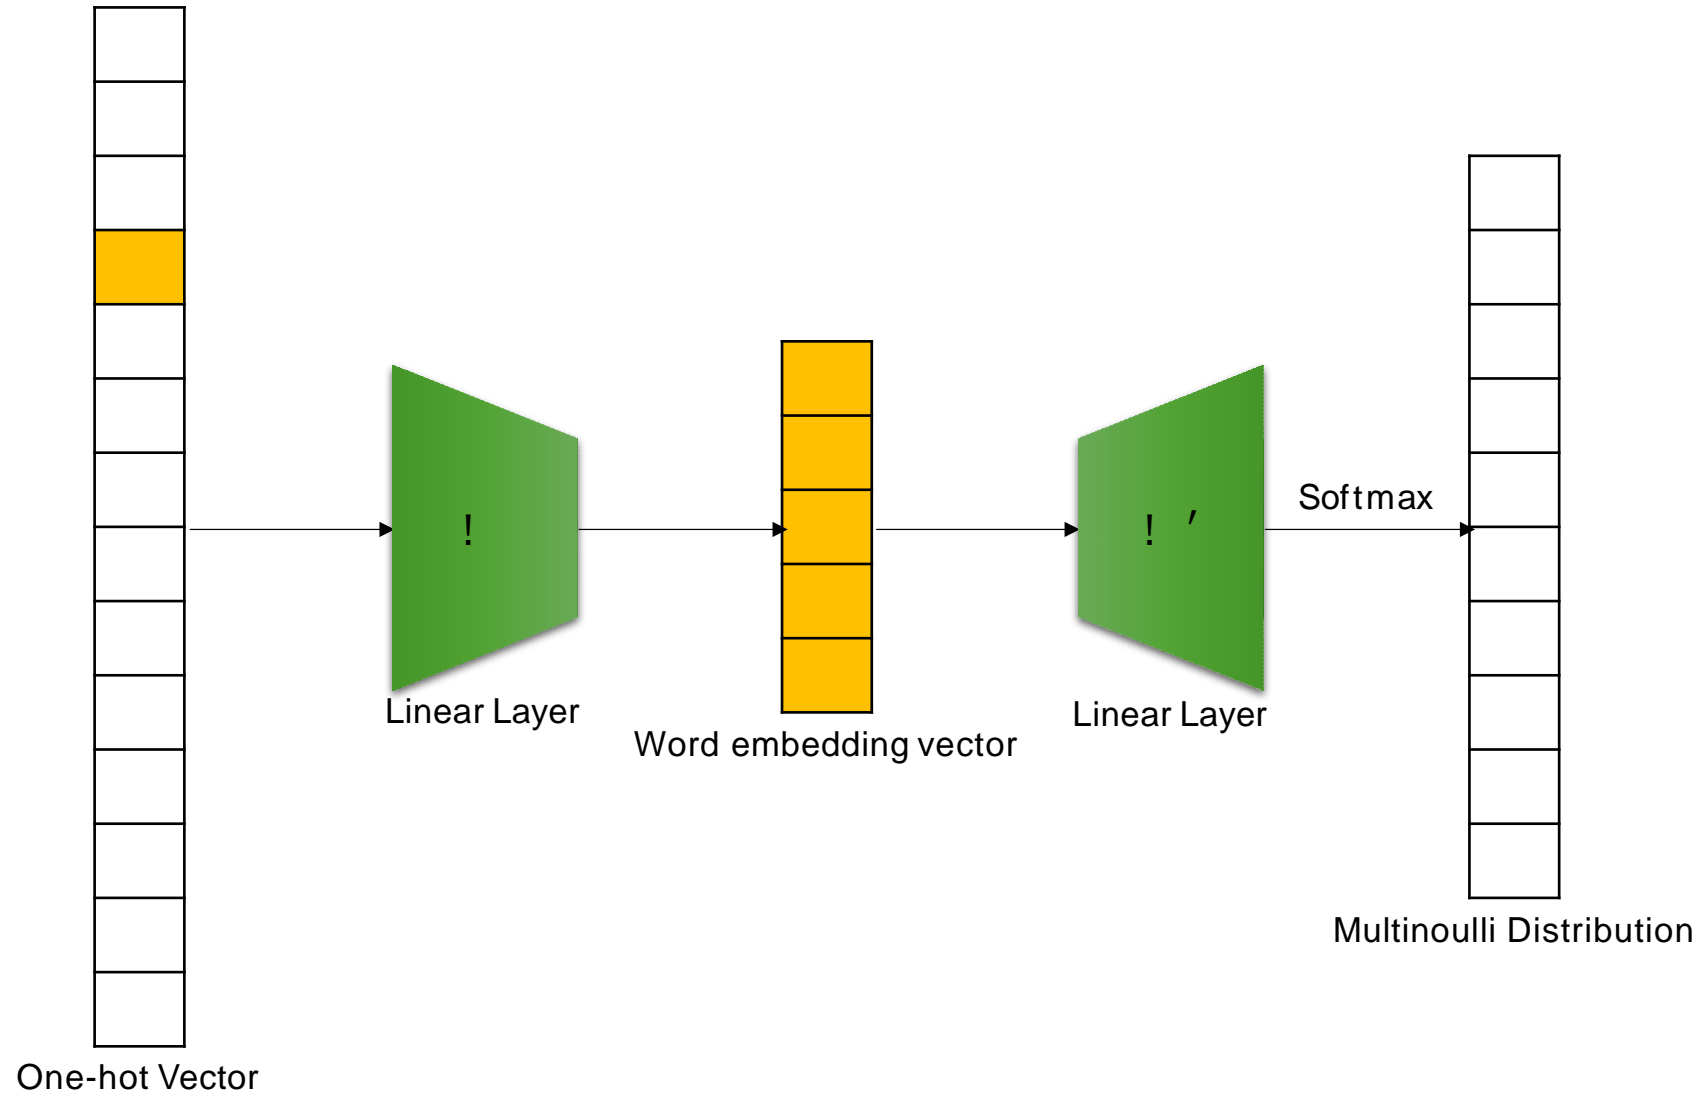 !
! ′
Softmax
Linear Layer
Linear Layer
Word embedding vector
Multinoulli Distribution
One-hot Vector